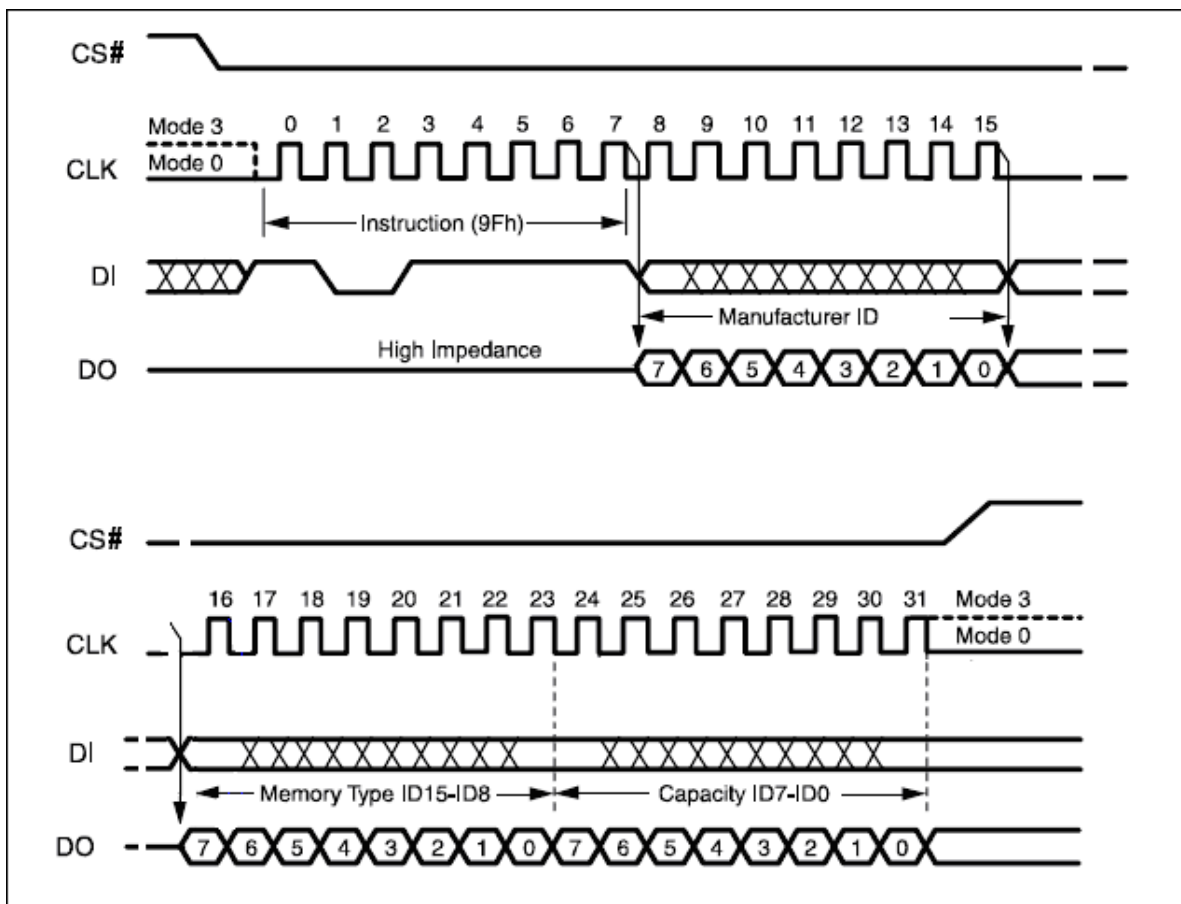 CS#
Mode 3
0 1 2 3 4 5 6 7 8 9 10 11 12 13 14 15
Mode 0
CLK
Instruction (9Fh)
DI
Manufacturer ID
High Impedance
DO
7 6 5 4 3 2 1 0
CS#
16 17 18 19 20 21 22 23 24 25 26 27 28 29 30 31
Mode 3
CLK
Mode 0
DI
Memory Type ID15-ID8
Capacity ID7-ID0
DO
7 6 5 4 3 2 1 0 7 6 5 4 3 2 1 0